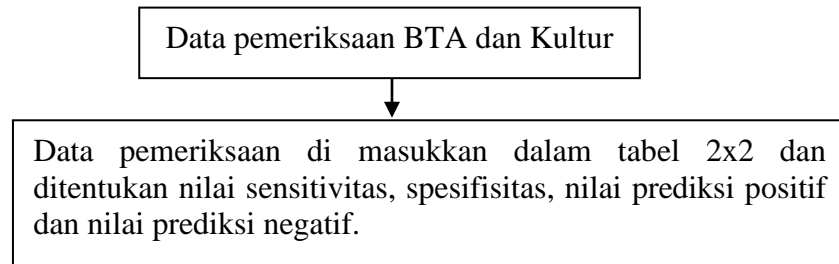 Data pemeriksaan BTA dan Kultur
Data pemeriksaan di masukkan dalam tabel 2x2 dan
ditentukan nilai sensitivitas, spesifisitas, nilai prediksi positif
dan nilai prediksi negatif.